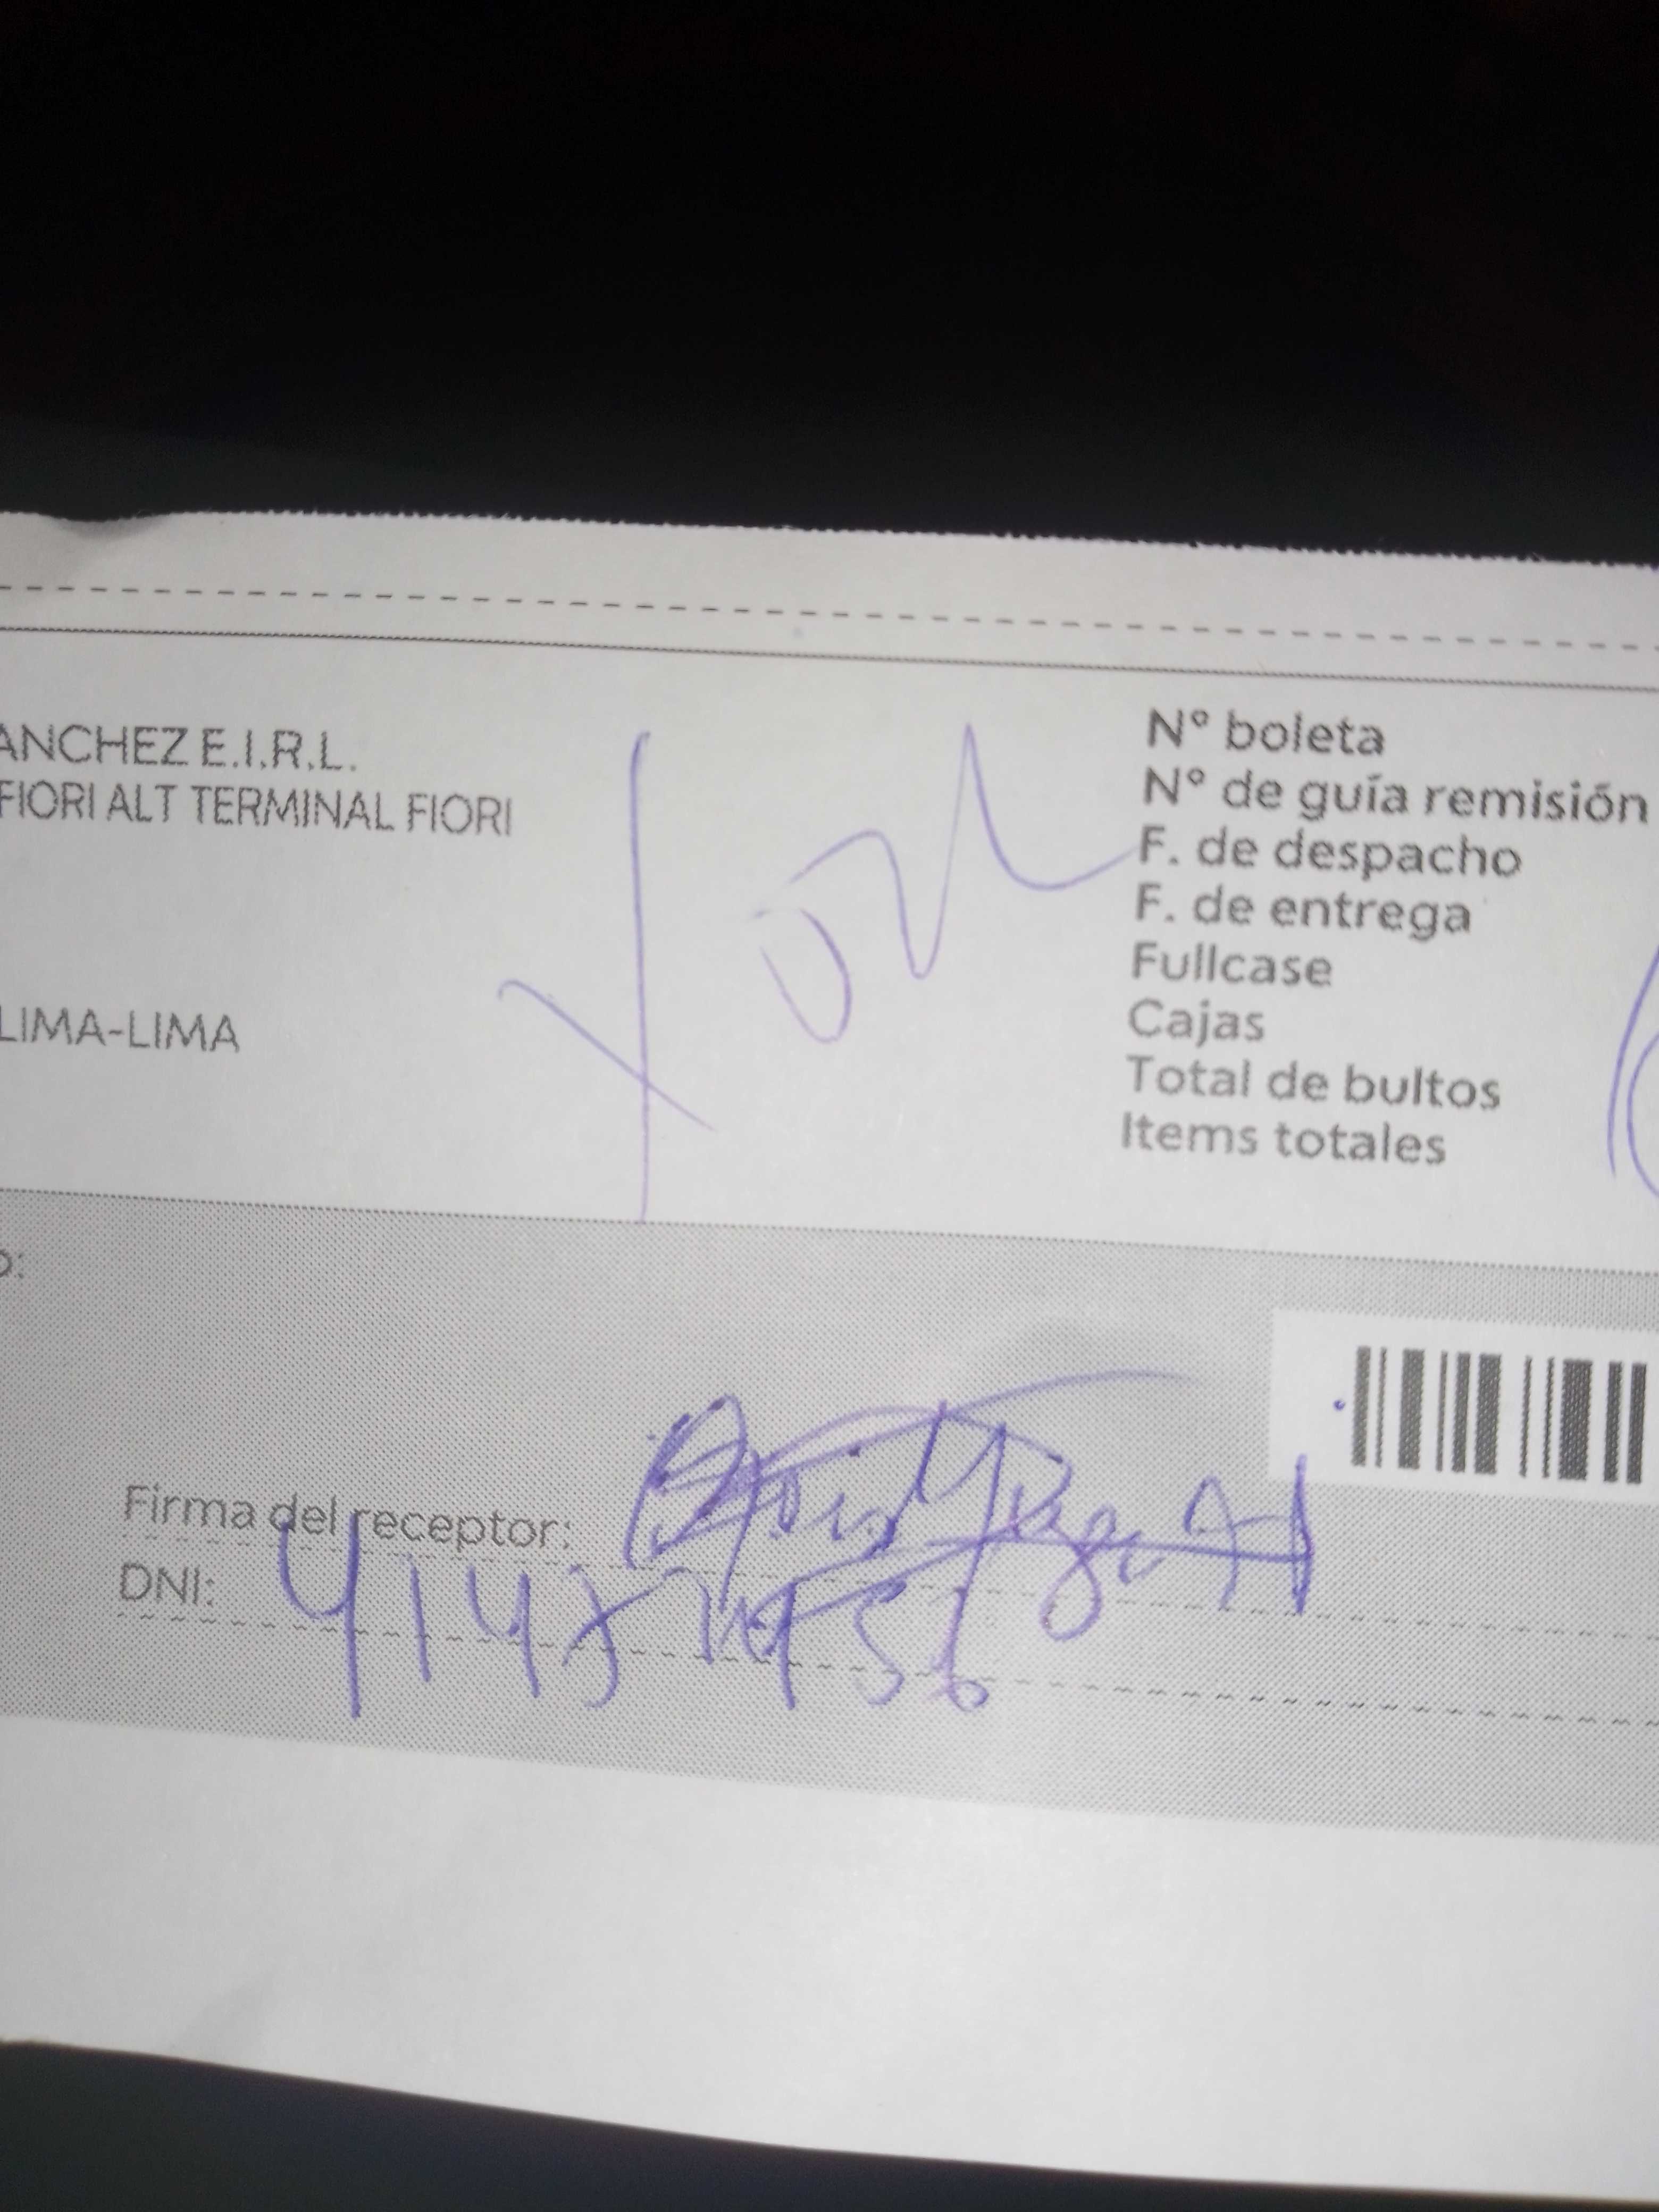 ANCHEZ E.I.R.L.
FIORI ALT TERMINAL FIORI
LIMA-LIMA
N° boleta
N° de guía remisión
F. de despacho
F. de entrega
Fullcase
Cajas
Total de bultos
Items totales
o:
Firma del receptor:
DNI: